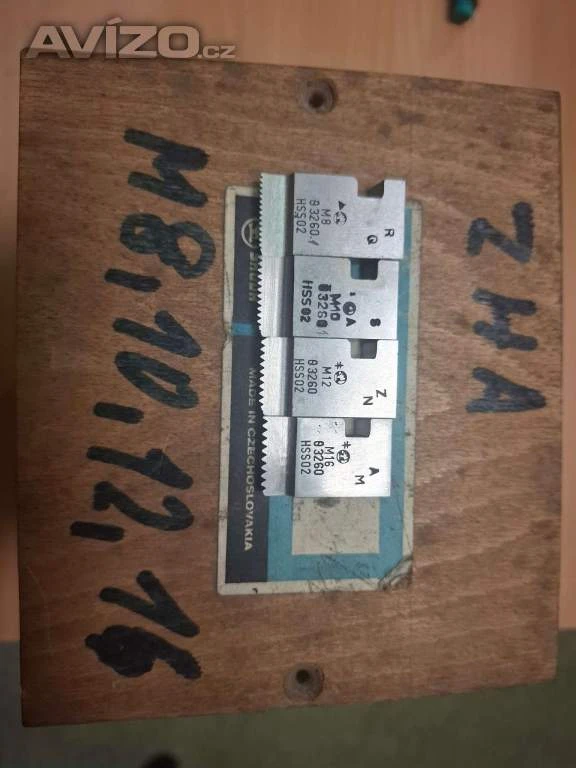 AVÍZO.cz
ZHA
M8, 10, 12, 16
M8
03260.1
HSS02
R
Q
A
M10
03260
HSS02
S
M12
03260
HSS02
Z
N
M16
03260
HSS02
A
M
MADE IN CZECHOSLOVAKIA